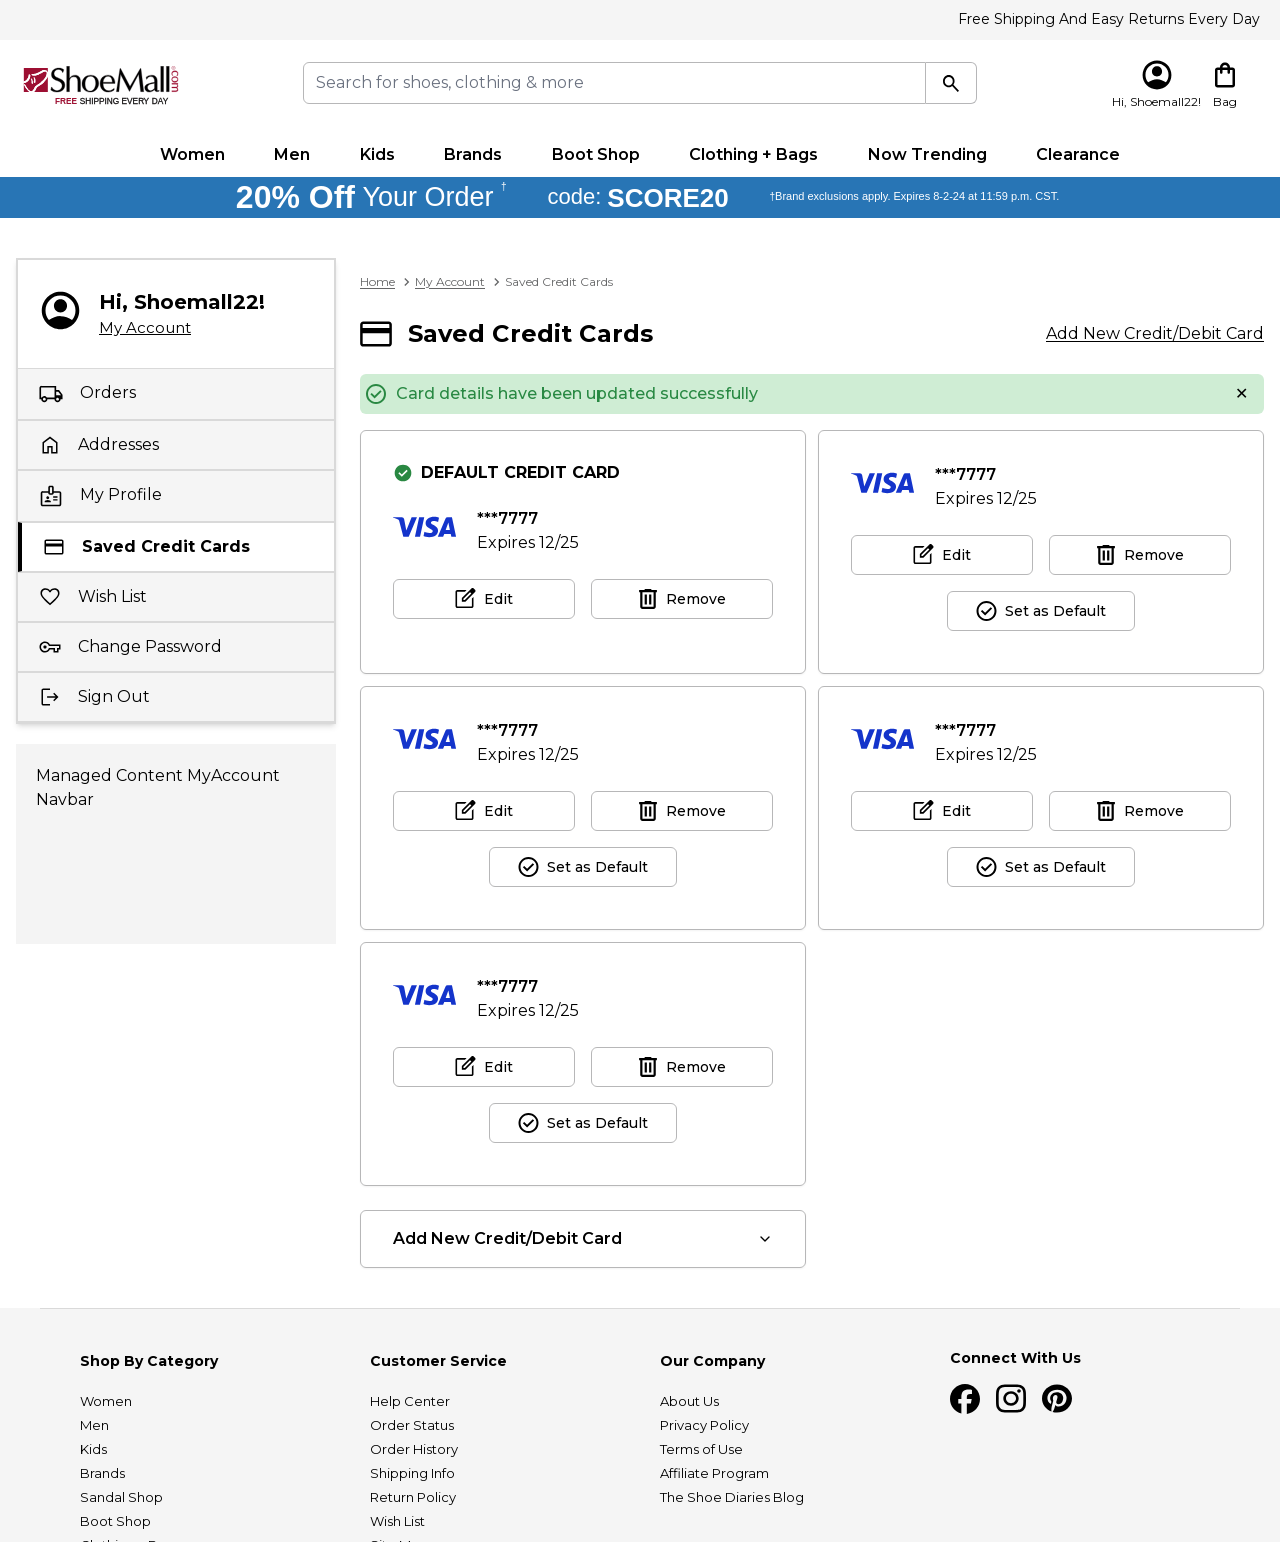 Free Shipping And Easy Returns Every Day
ShoeMall.com
FREE SHIPPING EVERY DAY
Search for shoes, clothing & more
Hi, Shoemall22!
Bag
Women Men Kids Brands Boot Shop Clothing + Bags Now Trending Clearance
20% Off Your Order † code: SCORE20 †Brand exclusions apply. Expires 8-2-24 at 11:59 p.m. CST.
Hi, Shoemall22!
My Account
Orders
Addresses
My Profile
Saved Credit Cards
Wish List
Change Password
Sign Out
Managed Content MyAccount
Navbar
Home > My Account > Saved Credit Cards
Saved Credit Cards
Add New Credit/Debit Card
Card details have been updated successfully ×
DEFAULT CREDIT CARD
VISA
***7777
Expires 12/25
Edit
Remove
VISA
***7777
Expires 12/25
Edit
Remove
Set as Default
VISA
***7777
Expires 12/25
Edit
Remove
Set as Default
VISA
***7777
Expires 12/25
Edit
Remove
Set as Default
VISA
***7777
Expires 12/25
Edit
Remove
Set as Default
Add New Credit/Debit Card
Shop By Category
Women
Men
Kids
Brands
Sandal Shop
Boot Shop
Customer Service
Help Center
Order Status
Order History
Shipping Info
Return Policy
Wish List
Our Company
About Us
Privacy Policy
Terms of Use
Affiliate Program
The Shoe Diaries Blog
Connect With Us